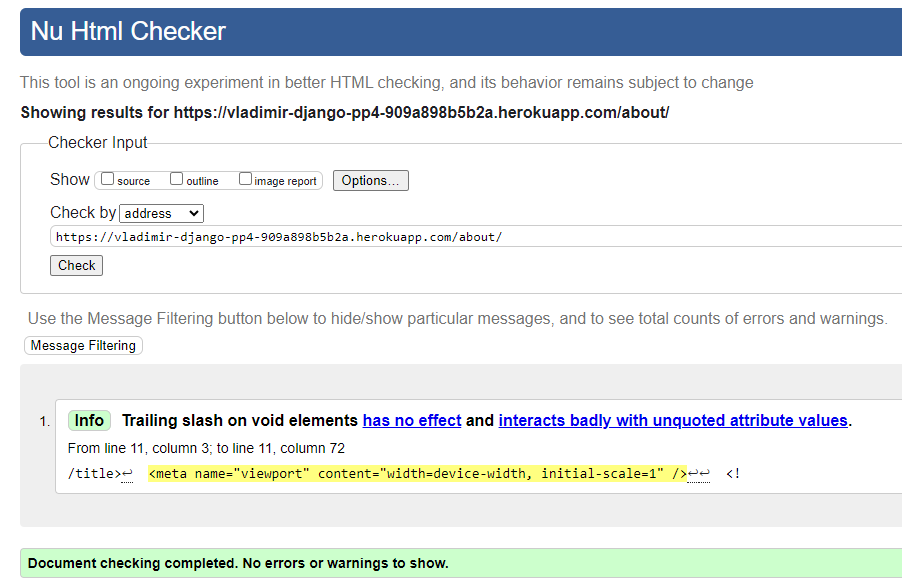 Nu Html Checker
This tool is an ongoing experiment in better HTML checking, and its behavior remains subject to change
Showing results for https://vladimir-django-pp4-909a898b5b2a.herokuapp.com/about/
Checker Input
Show source outline image report Options...
Check by address
https://vladimir-django-pp4-909a898b5b2a.herokuapp.com/about/
Check
Use the Message Filtering button below to hide/show particular messages, and to see total counts of errors and warnings.
Message Filtering
1. Info Trailing slash on void elements has no effect and interacts badly with unquoted attribute values.
From line 11, column 3; to line 11, column 72
/title>↩ <meta name="viewport" content="width=device-width, initial-scale=1" />↩↩ <!
Document checking completed. No errors or warnings to show.